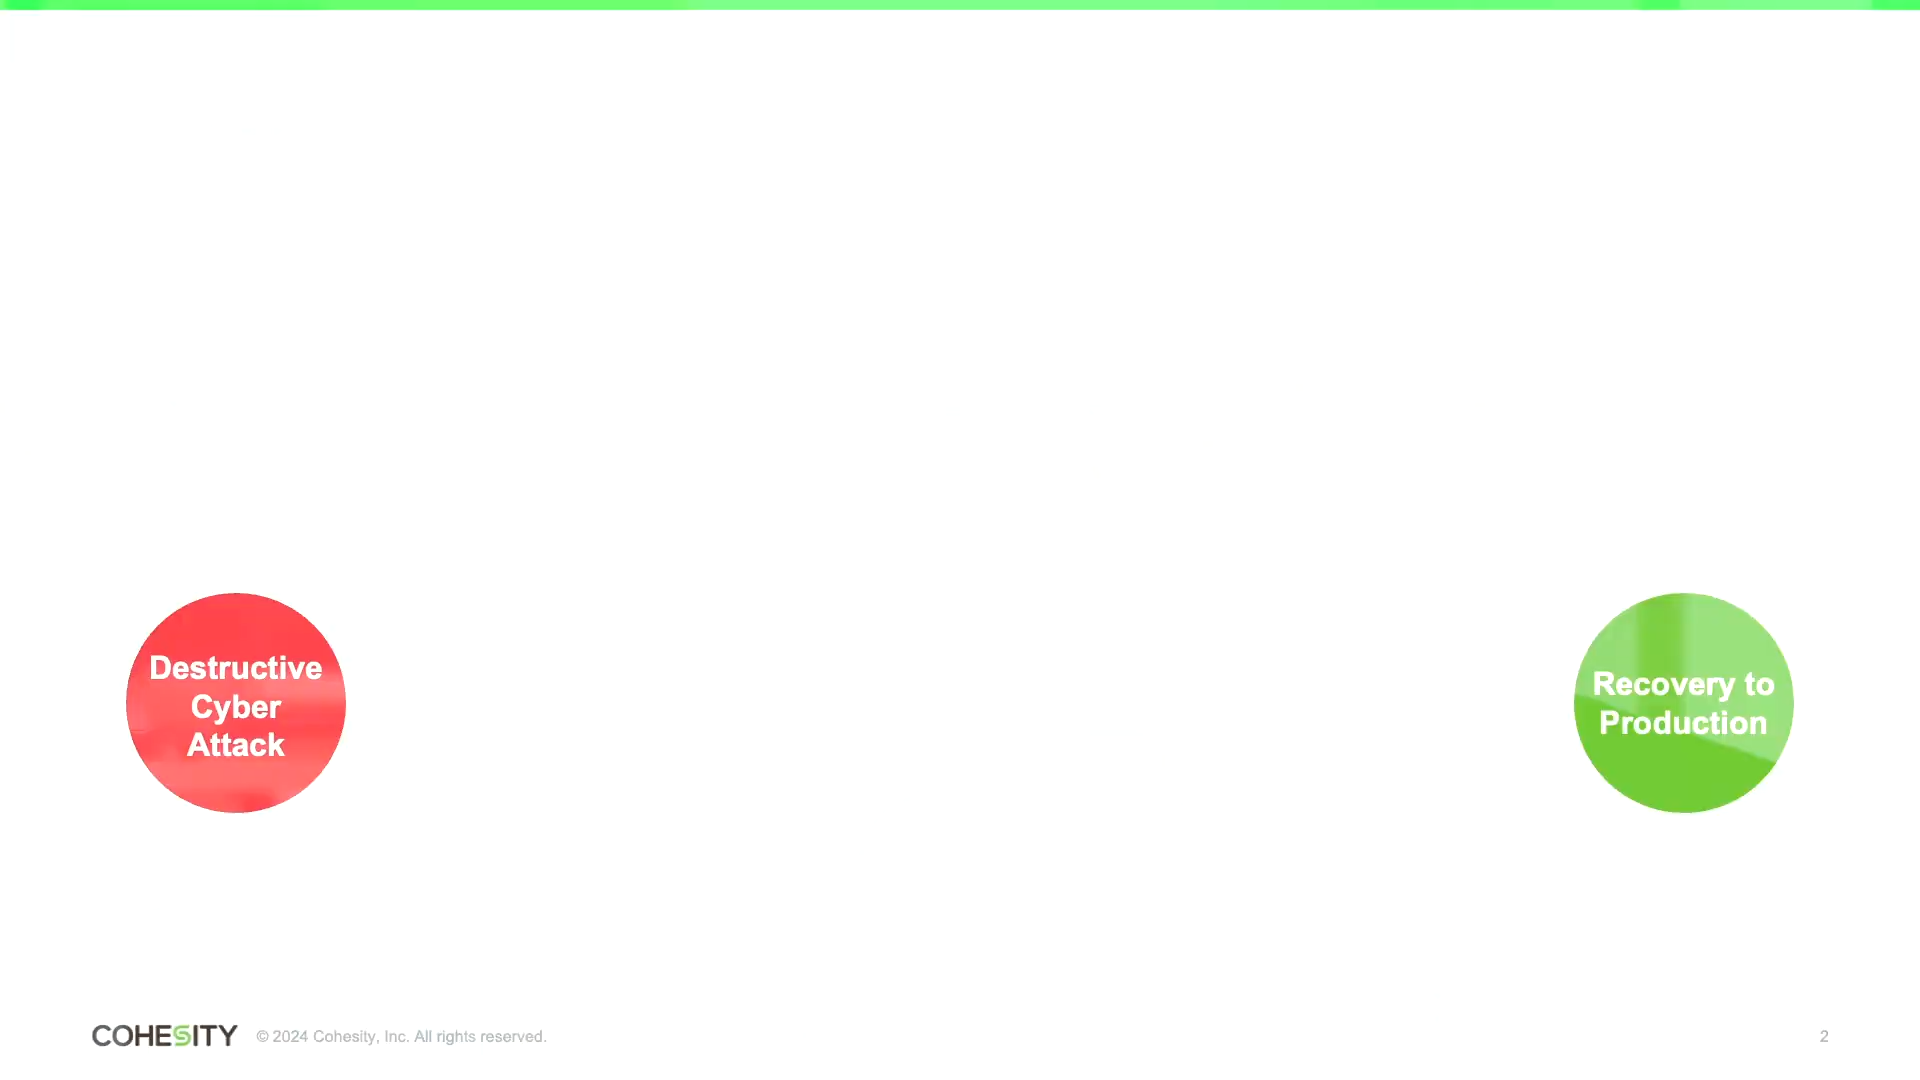 Destructive
Cyber
Attack
Recovery to
Production
COHESITY © 2024 Cohesity, Inc. All rights reserved.
2